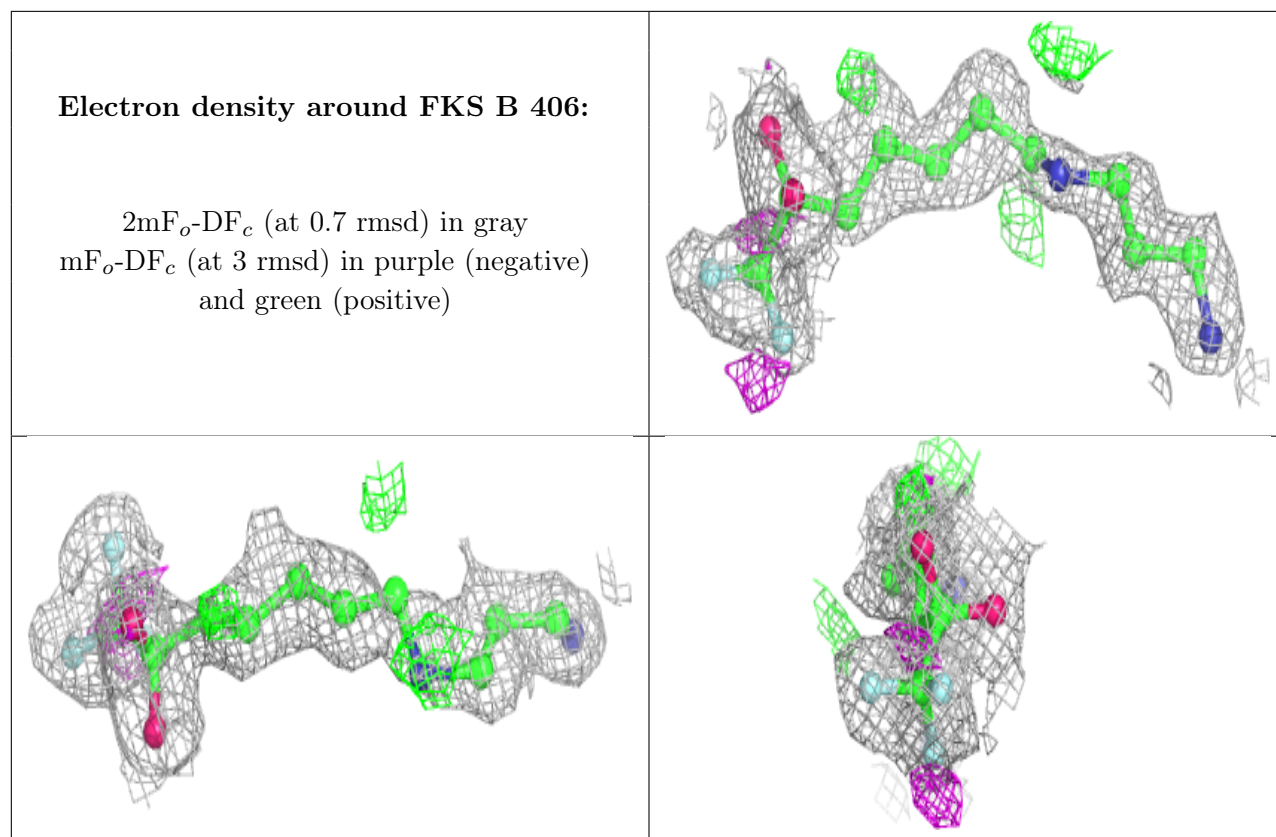 Electron density around FKS B 406:
2mFo-DFc (at 0.7 rmsd) in gray
mFo-DFc (at 3 rmsd) in purple (negative)
and green (positive)